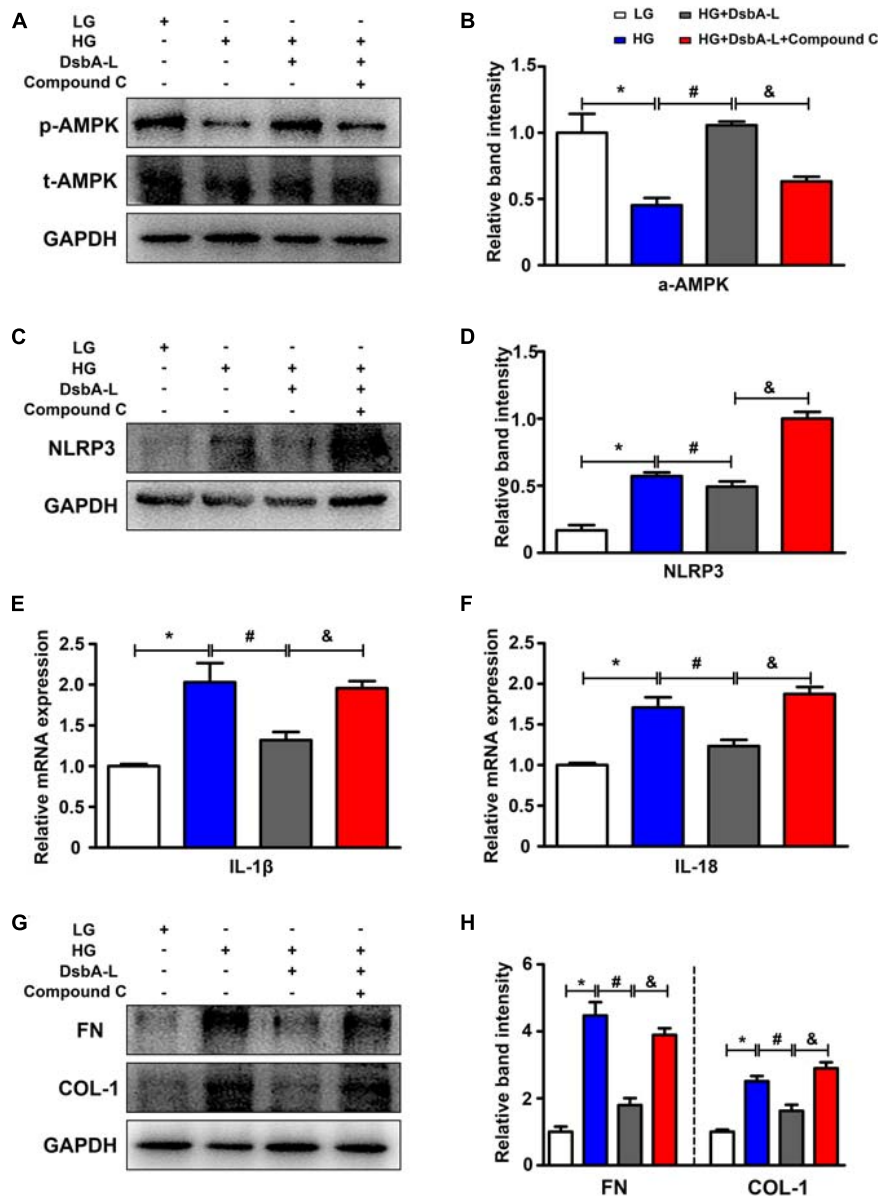 A
LG + - - -
HG - + + +
DsbA-L - - + +
Compound C - - - +
p-AMPK
t-AMPK
GAPDH
B
LG HG+DsbA-L
HG HG+DsbA-L+Compound C
Relative band intensity
1.5
1.0
0.5
0
* # &
a-AMPK
C
LG + - - -
HG - + + +
DsbA-L - - + +
Compound C - - - +
NLRP3
GAPDH
D
Relative band intensity
1.5
1.0
0.5
0
* # &
NLRP3
E
Relative mRNA expression
2.5
2.0
1.5
1.0
0.5
0
* # &
IL-1β
F
Relative mRNA expression
2.5
2.0
1.5
1.0
0.5
0
* # &
IL-18
G
LG + - - -
HG - + + +
DsbA-L - - + +
Compound C - - - +
FN
COL-1
GAPDH
H
Relative band intensity
6
4
2
0
* # & * # &
FN COL-1